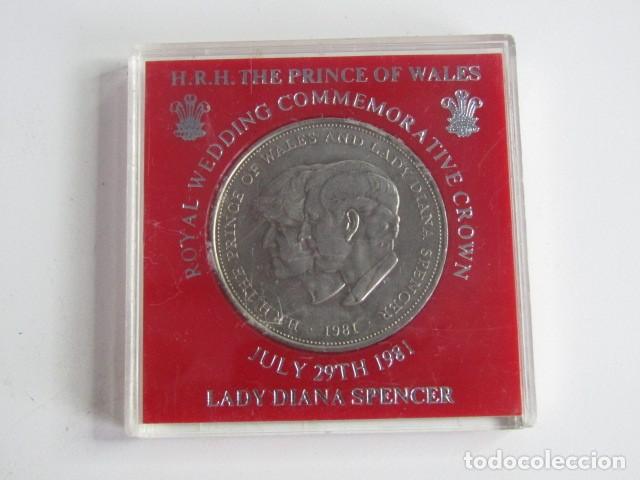 H.R.H. THE PRINCE OF WALES
ROYAL WEDDING COMMEMORATIVE CROWN
H.R.H. THE PRINCE OF WALES AND LADY DIANA SPENCER
· 1981 ·
JULY 29TH 1981
LADY DIANA SPENCER
todocoleccion